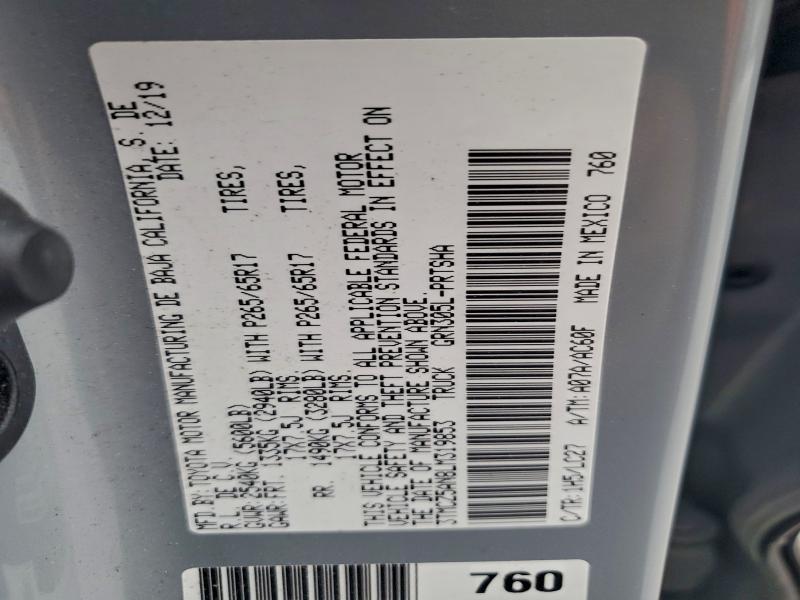 MFD. BY: TOYOTA MOTOR MANUFACTURING DE BAJA CALIFORNIA, S. DE
R.L. DE C.V. DATE: 12/19
GVWR: 2540KG (5600LB)
GAWR: FRT. 1335KG (2940LB) WITH P265/65R17 TIRES,
17X7.5J RIMS
RR. 1490KG (3280LB) WITH P265/65R17 TIRES,
17X7.5J RIMS.
THIS VEHICLE CONFORMS TO ALL APPLICABLE FEDERAL MOTOR
VEHICLE SAFETY AND THEFT PREVENTION STANDARDS IN EFFECT ON
THE DATE OF MANUFACTURE SHOWN ABOVE.
3TMCZ5AN8LM319853 TRUCK GRN305L-PRTSHA
C/TR:1H5/LC27 A/TM:A07A/AC60F MADE IN MEXICO 760
760